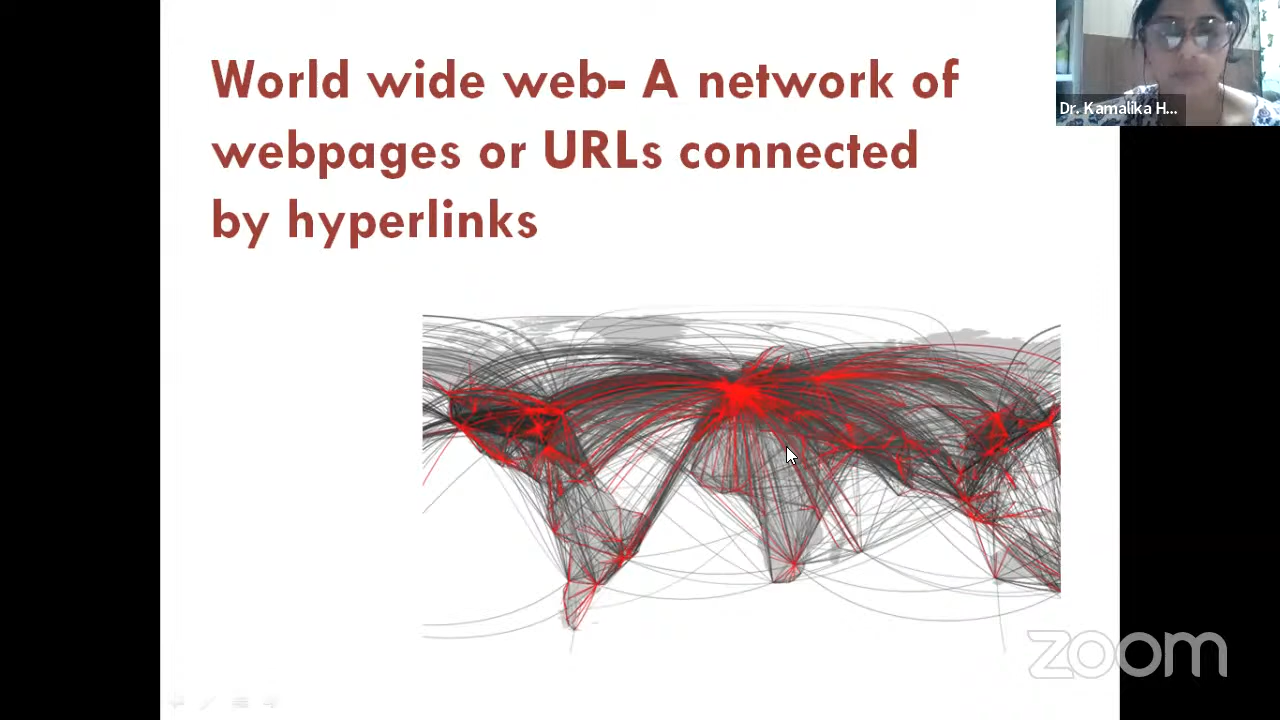 World wide web- A network of
webpages or URLs connected
by hyperlinks
Dr. Kamalika H...
zoom